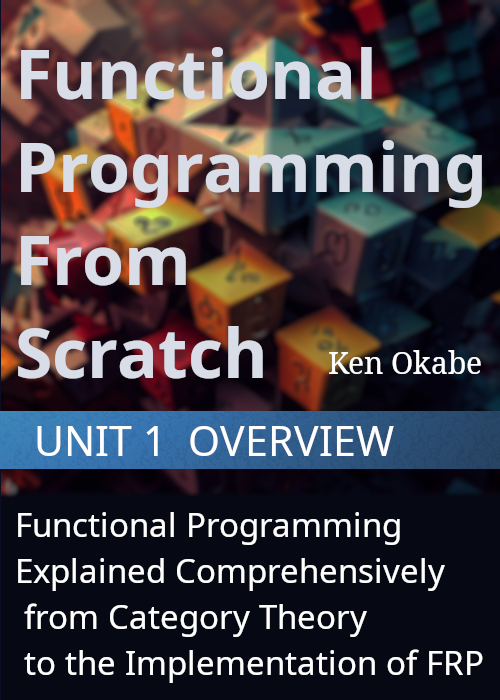 Functional
Programming
From
Scratch
Ken Okabe
UNIT 1 OVERVIEW
Functional Programming
Explained Comprehensively
from Category Theory
to the Implementation of FRP